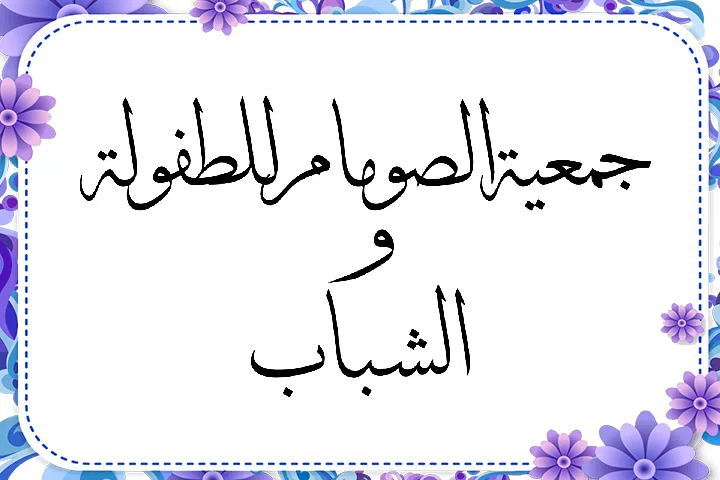 جمعية الصومام للطفولة
و
الشباب